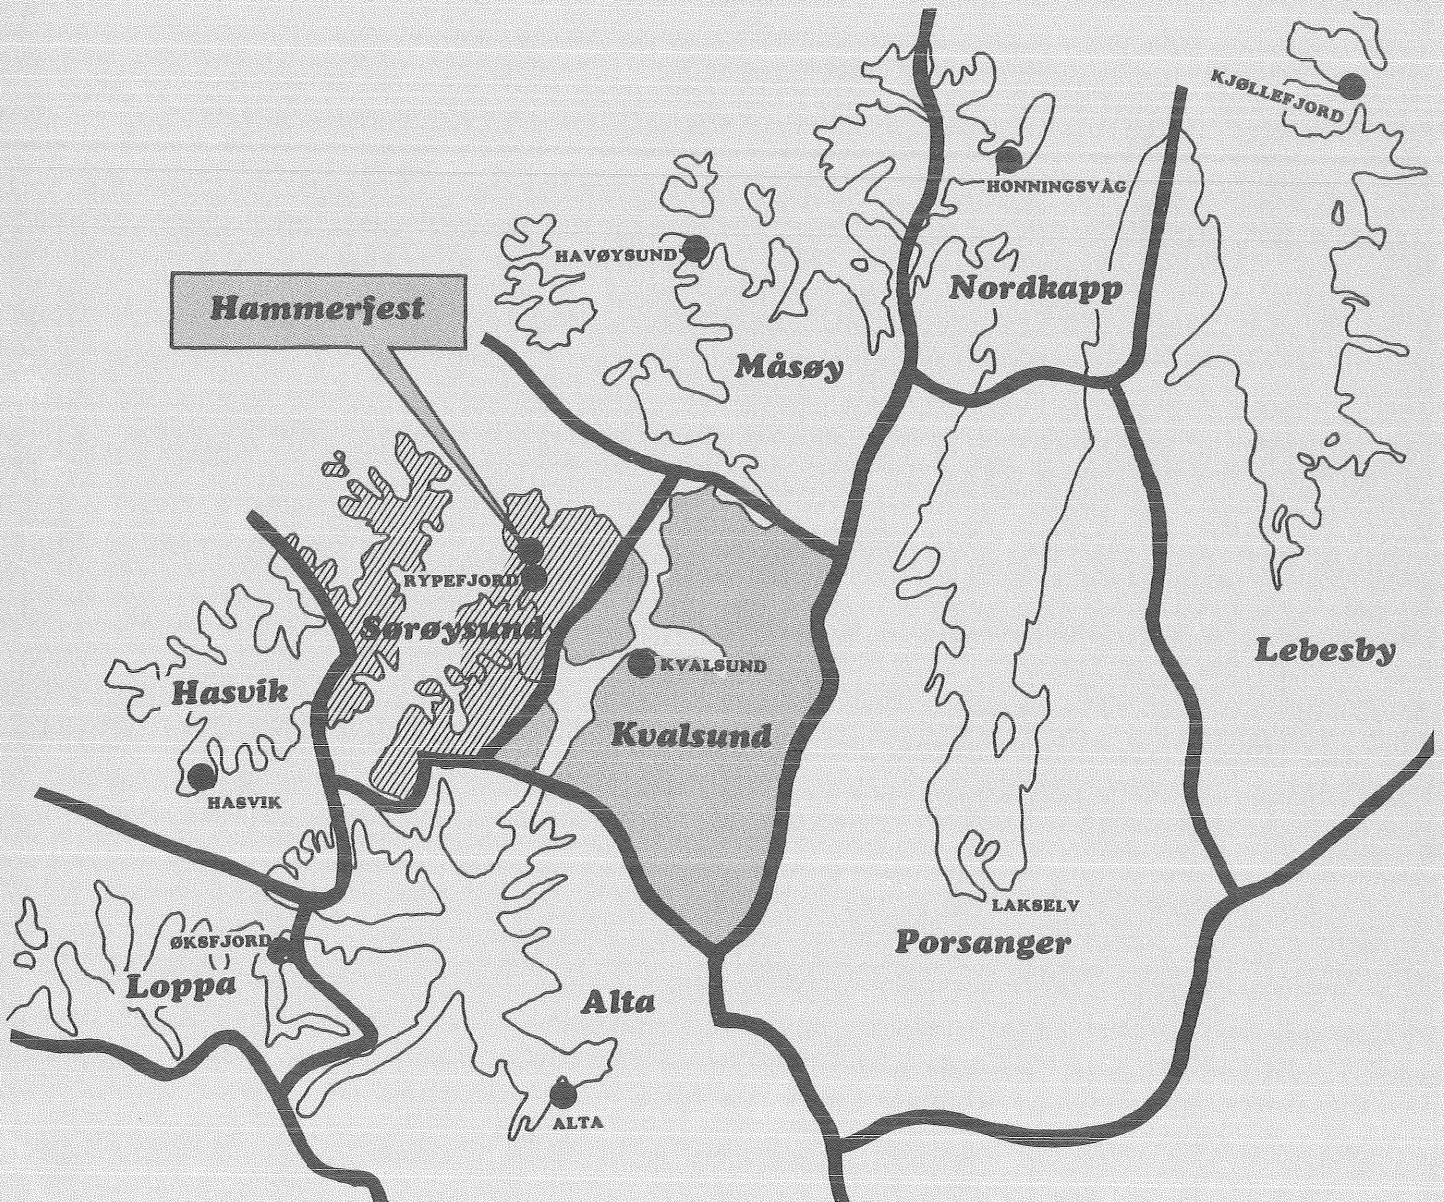 KJØLLEFJORD
HONNINGSVÅG
HAVØYSUND
Nordkapp
Hammerfest
Måsøy
RYPEFJORD
Sørøysund
Lebesby
KVALSUND
Hasvik
Kvalsund
HASVIK
LAKSELV
ØKSFJORD
Porsanger
Loppa
Alta
ALTA